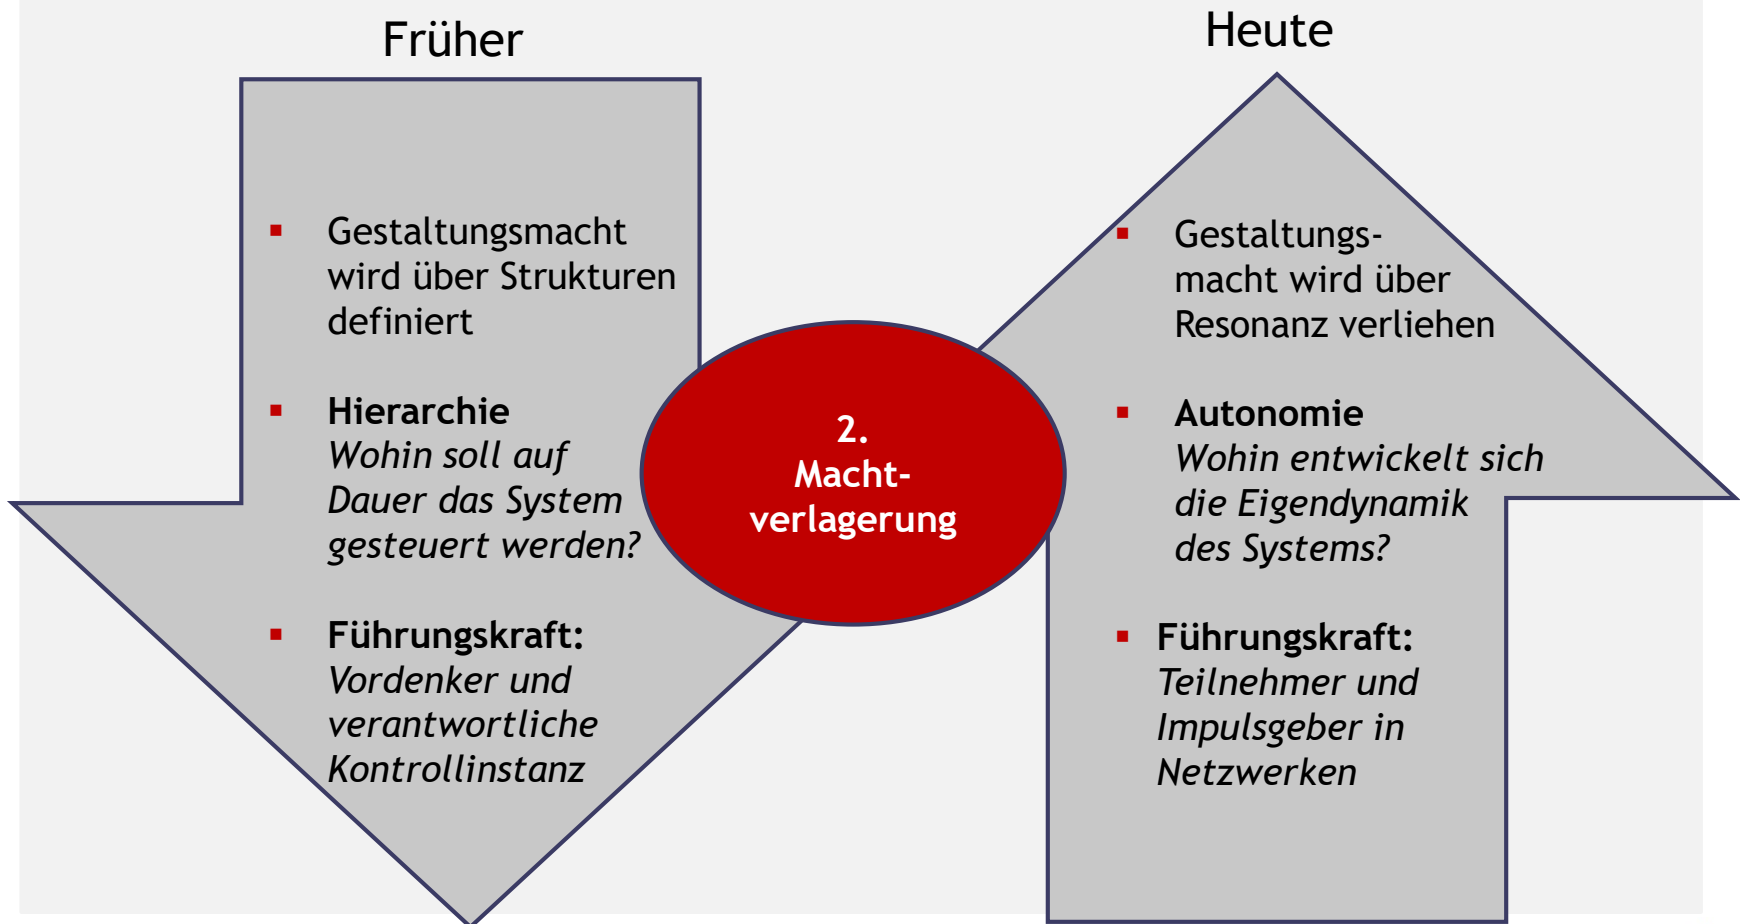 Früher
Gestaltungsmacht
wird über Strukturen
definiert
Hierarchie
Wohin soll auf
Dauer das System
gesteuert werden?
Führungskraft:
Vordenker und
verantwortliche
Kontrollinstanz
2.
Macht-
verlagerung
Heute
Gestaltungs-
macht wird über
Resonanz verliehen
Autonomie
Wohin entwickelt sich
die Eigendynamik
des Systems?
Führungskraft:
Teilnehmer und
Impulsgeber in
Netzwerken